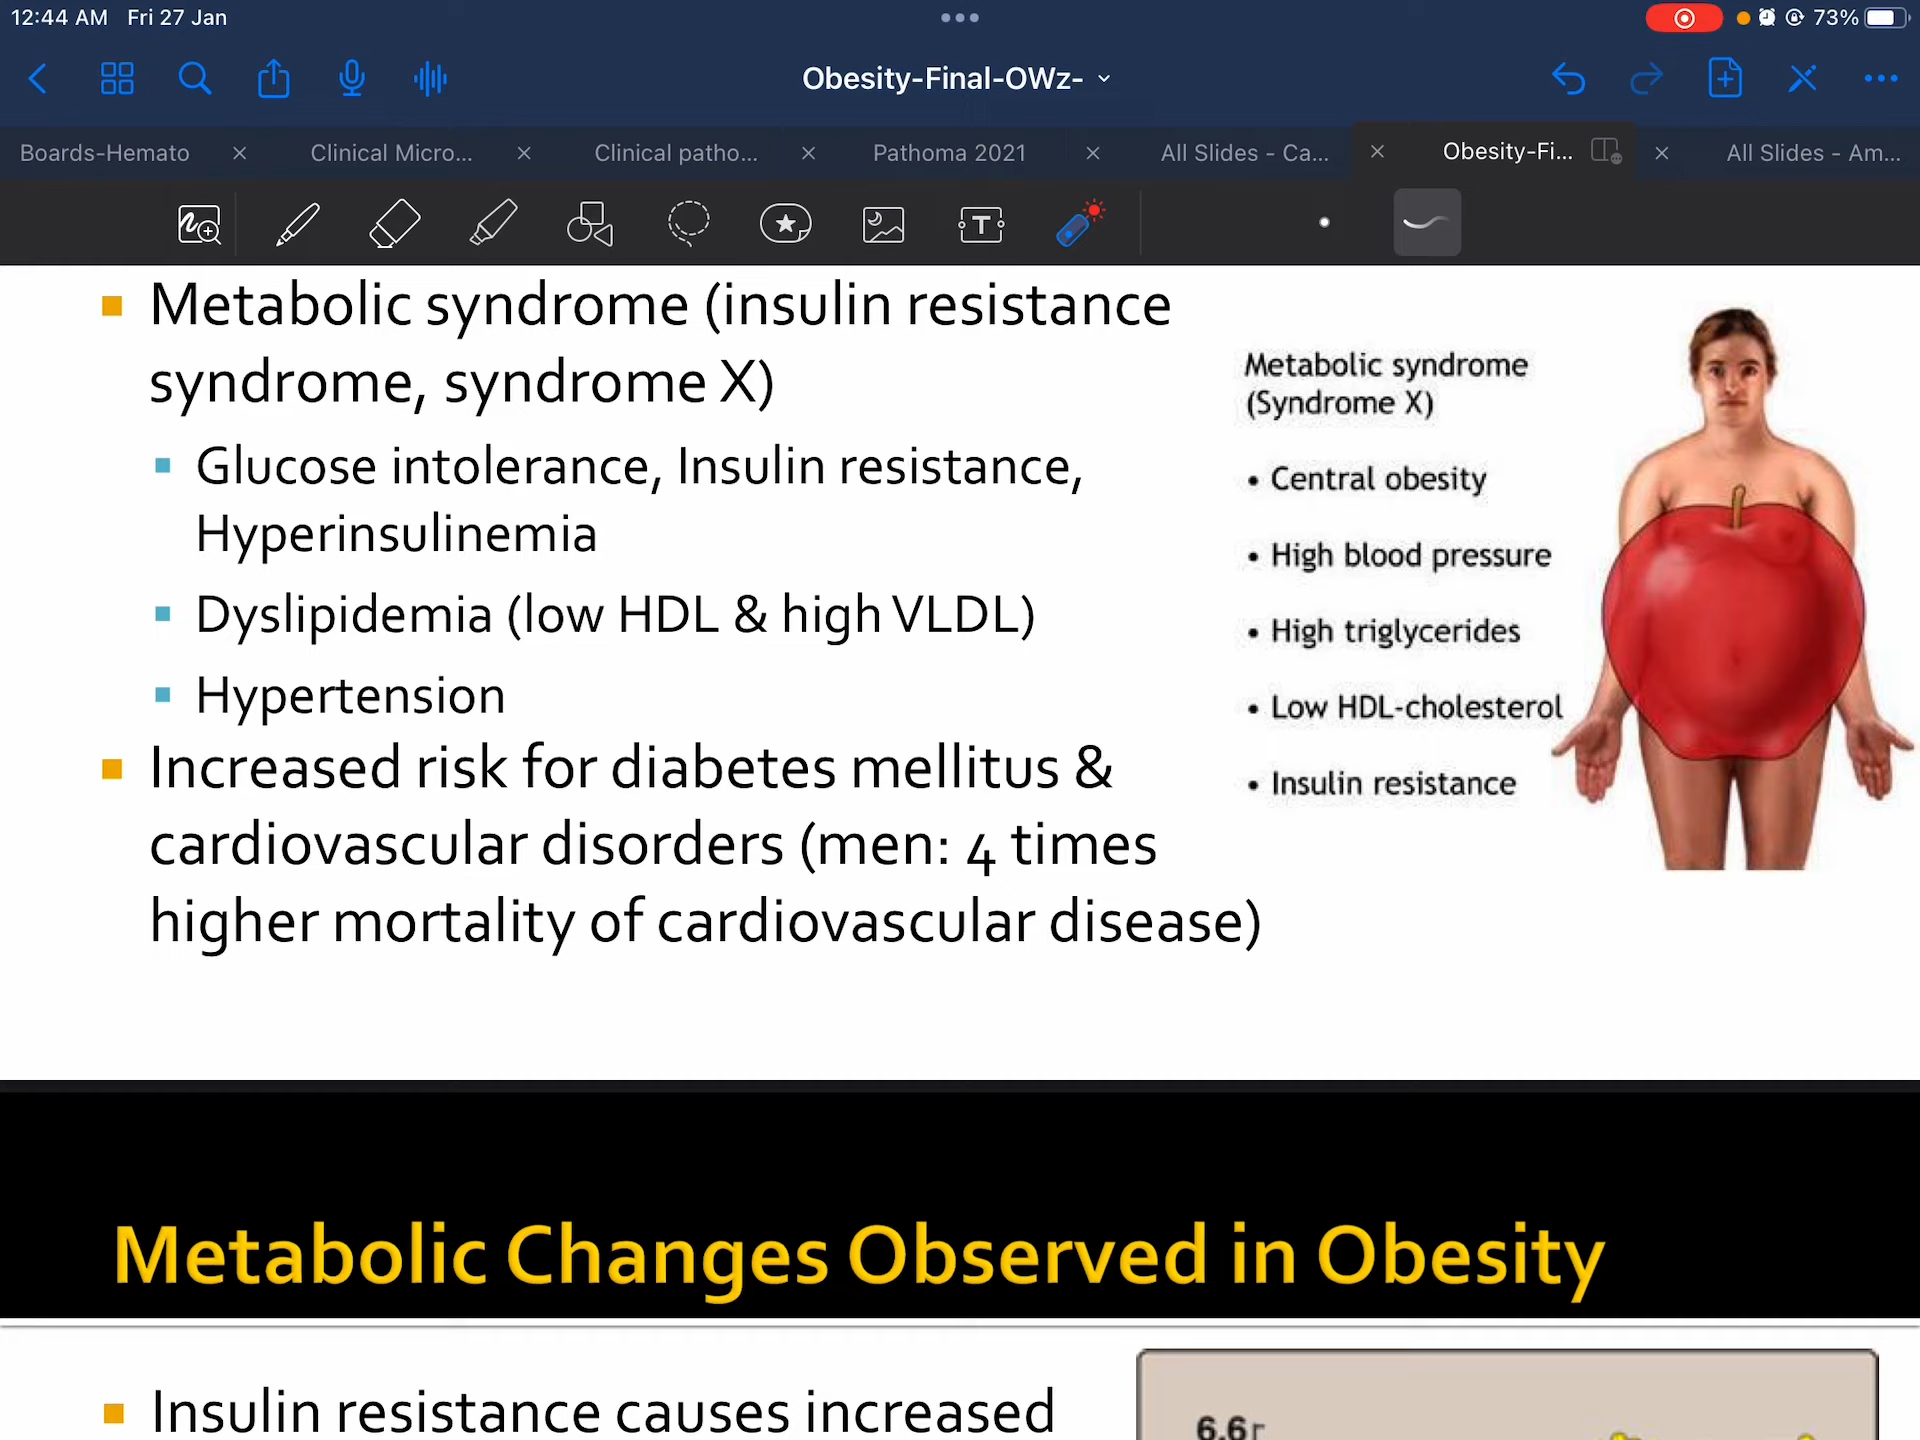 12:44 AM Fri 27 Jan
73%
Obesity-Final-OWz-
Boards-Hemato
Clinical Micro...
Clinical patho...
Pathoma 2021
All Slides - Ca...
Obesity-Fi...
All Slides - Am...
T
Metabolic syndrome (insulin resistance
syndrome, syndrome X)
Glucose intolerance, Insulin resistance,
Hyperinsulinemia
Dyslipidemia (low HDL & high VLDL)
Hypertension
Increased risk for diabetes mellitus &
cardiovascular disorders (men: 4 times
higher mortality of cardiovascular disease)
Metabolic syndrome
(Syndrome X)
• Central obesity
• High blood pressure
• High triglycerides
• Low HDL-cholesterol
• Insulin resistance
Metabolic Changes Observed in Obesity
Insulin resistance causes increased
6.6